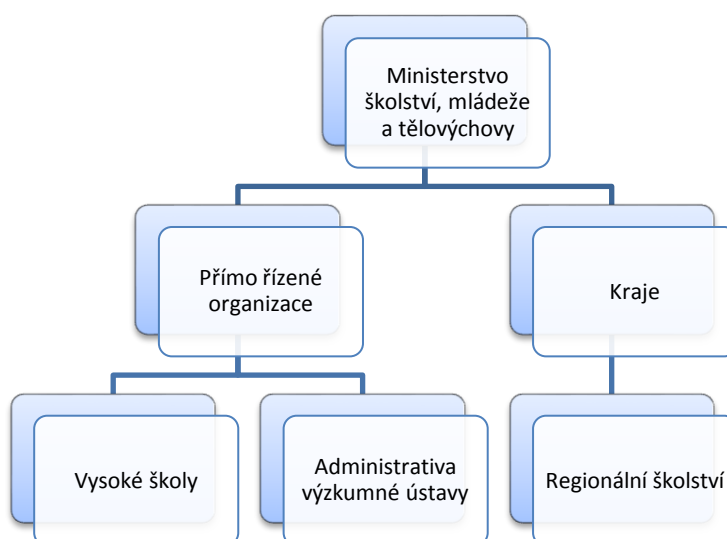 Ministerstvo
školství, mládeže
a tělovýchovy
Přímo řízené
organizace
Kraje
Vysoké školy
Administrativa
výzkumné ústavy
Regionální školství